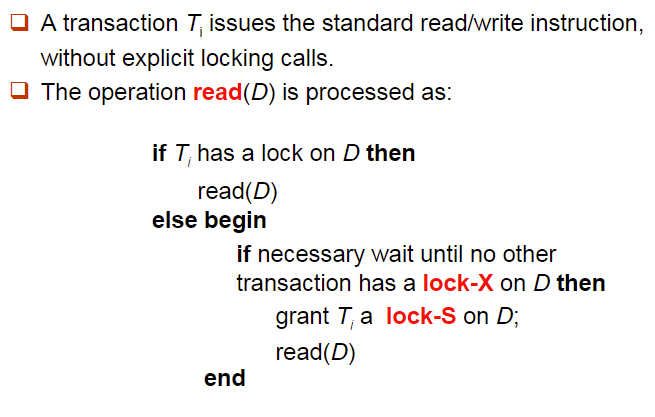 ❑ A transaction Ti issues the standard read/write instruction,
without explicit locking calls.
❑ The operation read(D) is processed as:
if Ti has a lock on D then
read(D)
else begin
if necessary wait until no other
transaction has a lock-X on D then
grant Ti a lock-S on D;
read(D)
end